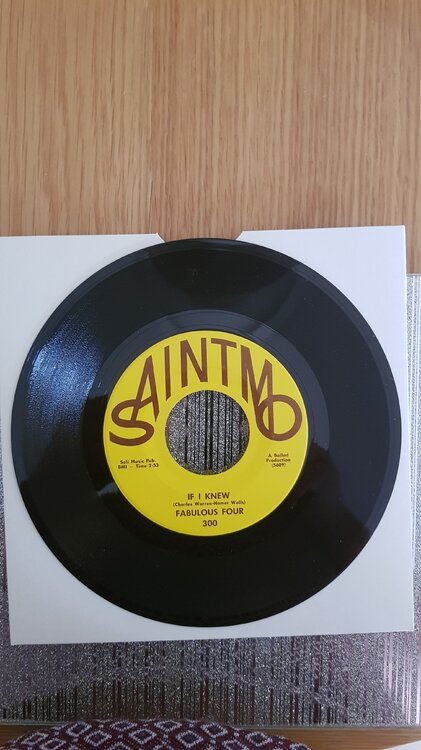 SAINTMO
Soli Music Pub.
BMI — Time 2:53
A Ballad
Production
(5609)
IF I KNEW
(Charles Warren-Homer Walls)
FABULOUS FOUR
300